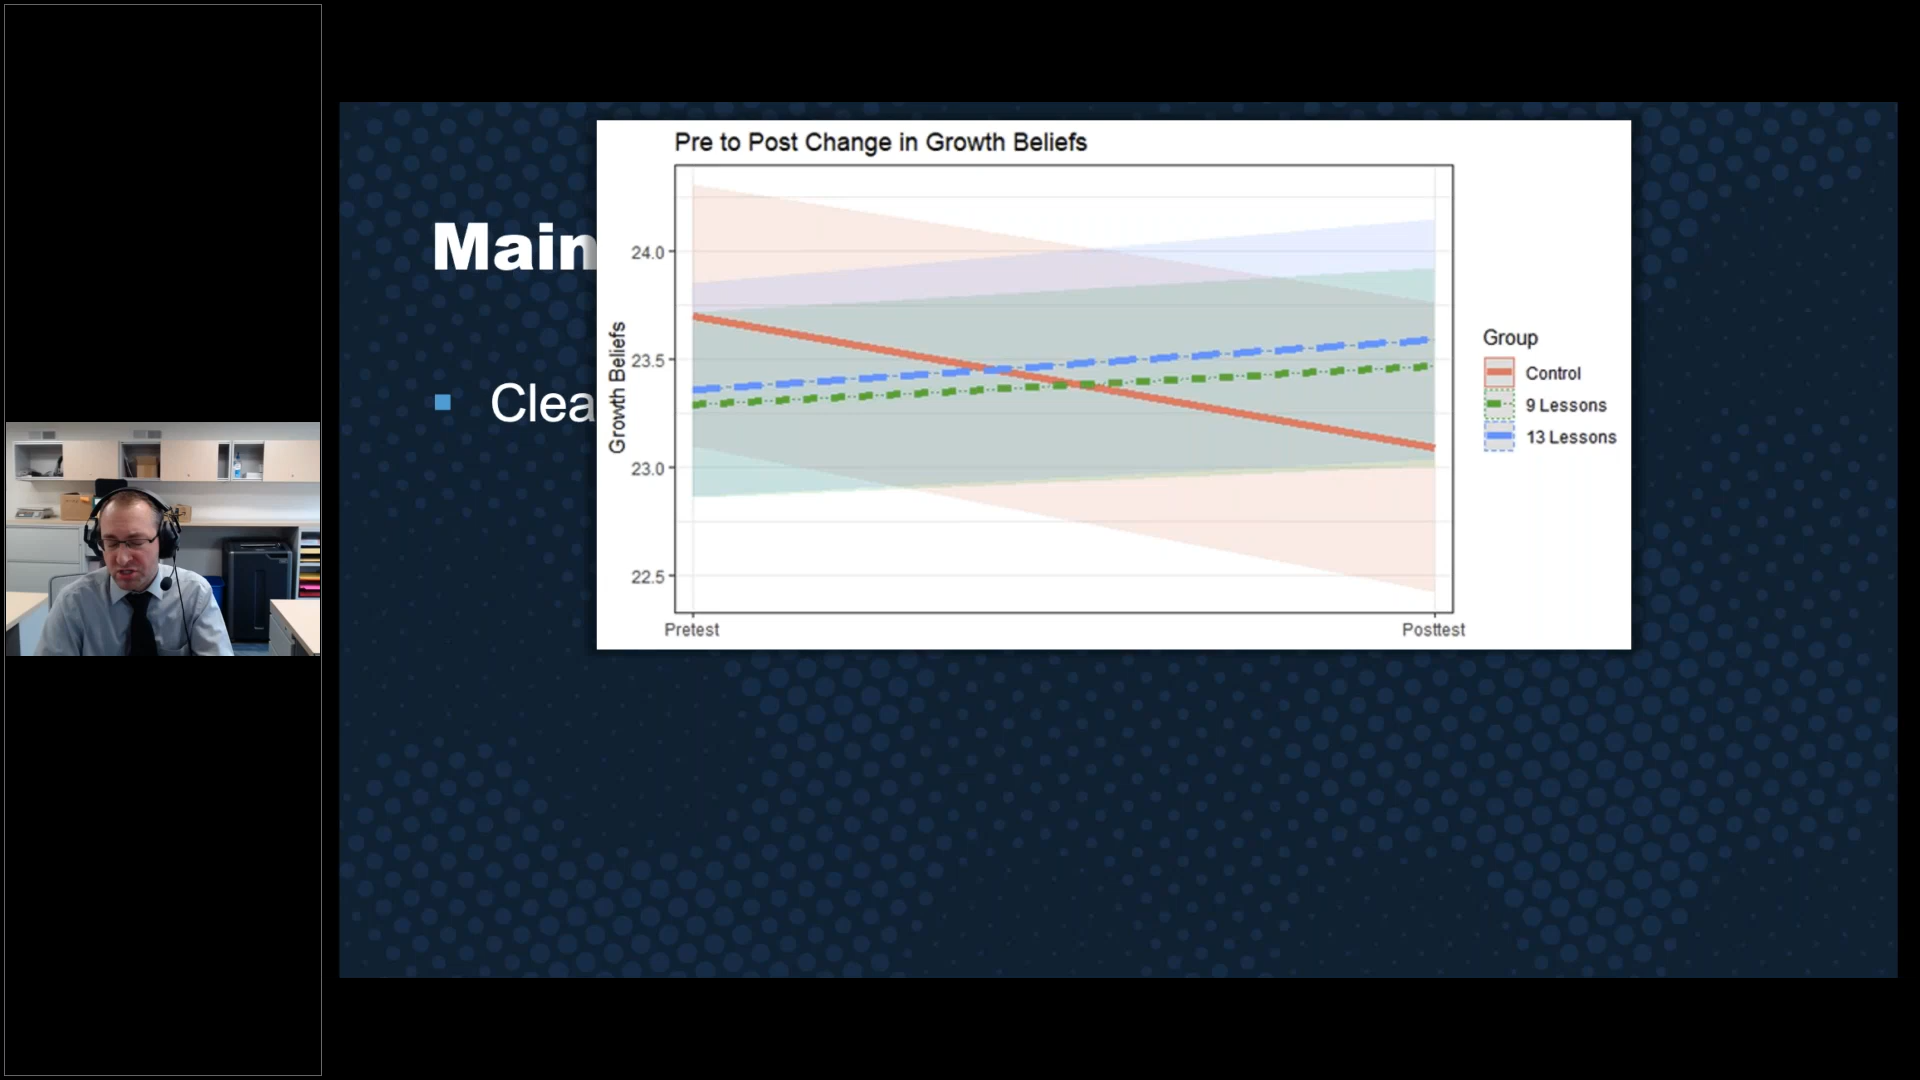 Main
Clea
Pre to Post Change in Growth Beliefs
Growth Beliefs
24.0
23.5
23.0
22.5
Pretest
Posttest
Group
Control
9 Lessons
13 Lessons